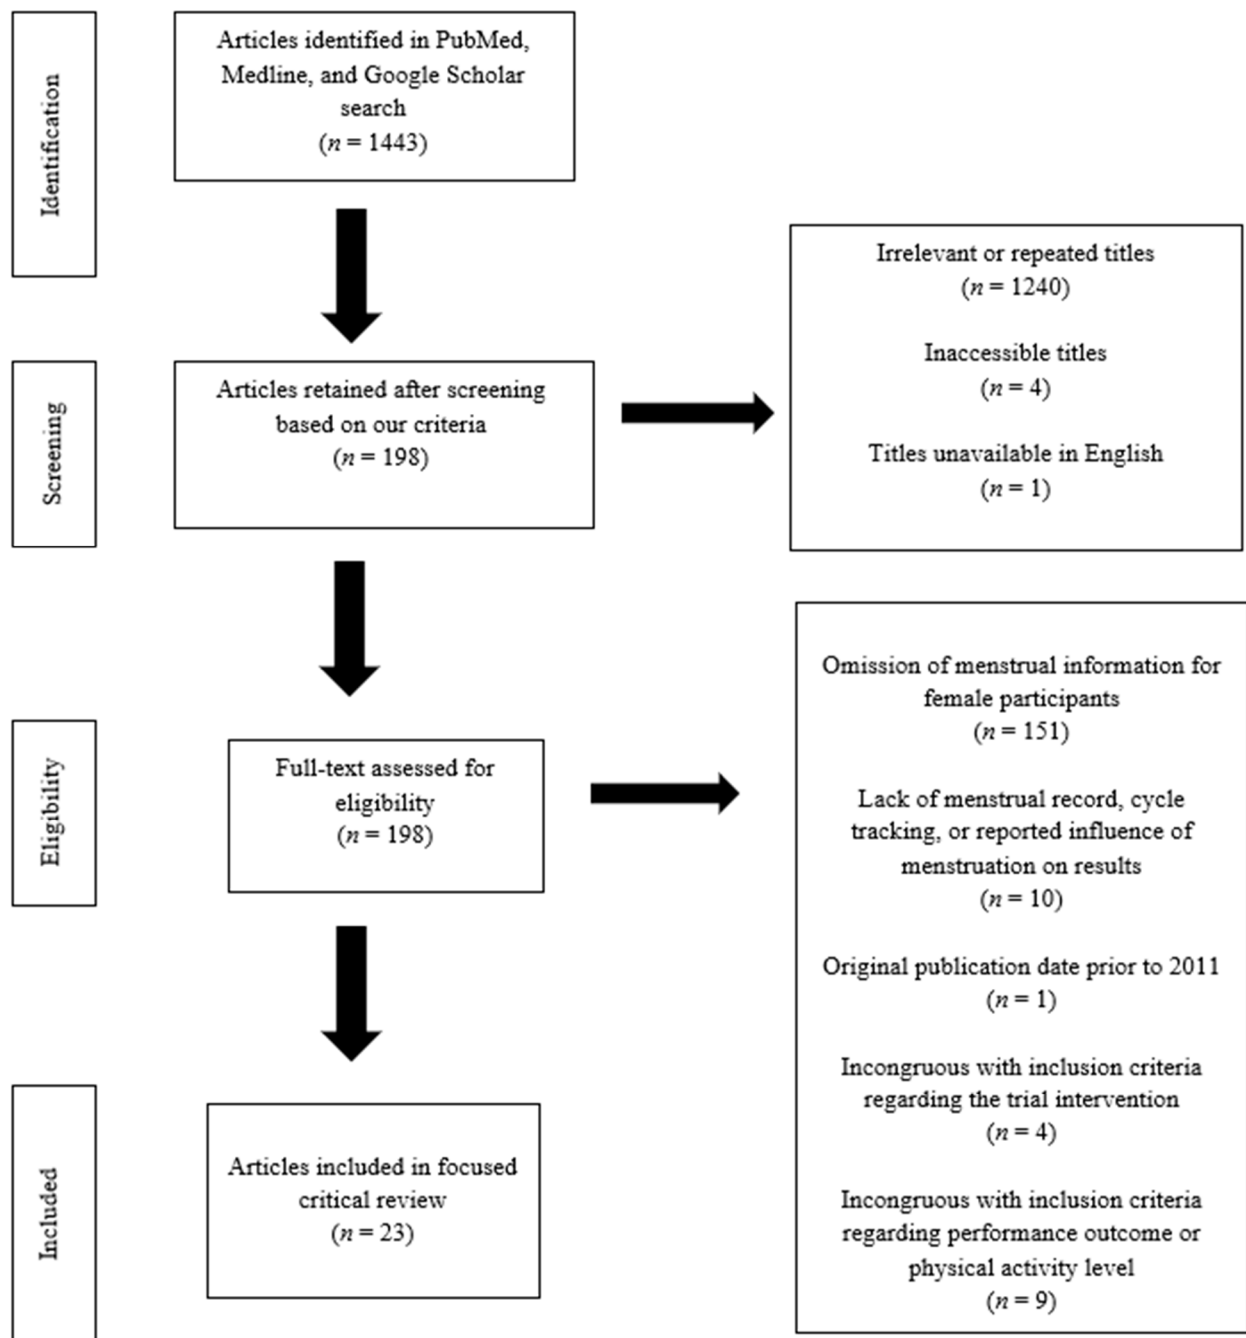 Identification
Articles identified in PubMed,
Medline, and Google Scholar
search
(n = 1443)
Irrelevant or repeated titles
(n = 1240)
Inaccessible titles
(n = 4)
Titles unavailable in English
(n = 1)
Screening
Articles retained after screening
based on our criteria
(n = 198)
Eligibility
Full-text assessed for
eligibility
(n = 198)
Omission of menstrual information for
female participants
(n = 151)
Lack of menstrual record, cycle
tracking, or reported influence of
menstruation on results
(n = 10)
Original publication date prior to 2011
(n = 1)
Incongruous with inclusion criteria
regarding the trial intervention
(n = 4)
Incongruous with inclusion criteria
regarding performance outcome or
physical activity level
(n = 9)
Included
Articles included in focused
critical review
(n = 23)